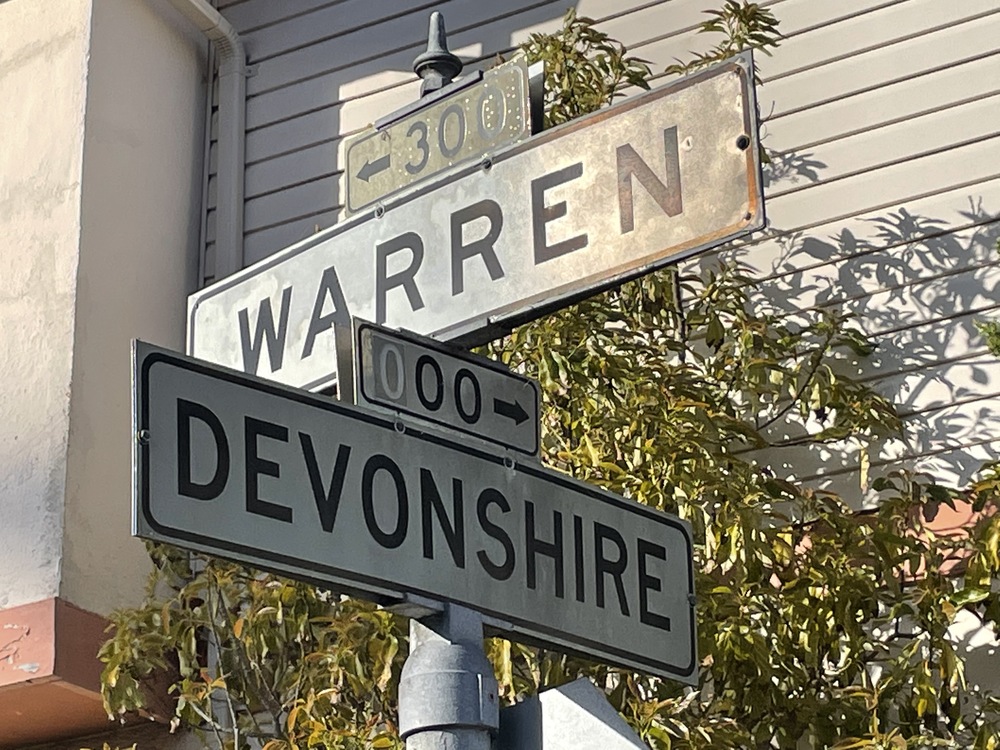 ← 300
WARREN
000 →
DEVONSHIRE